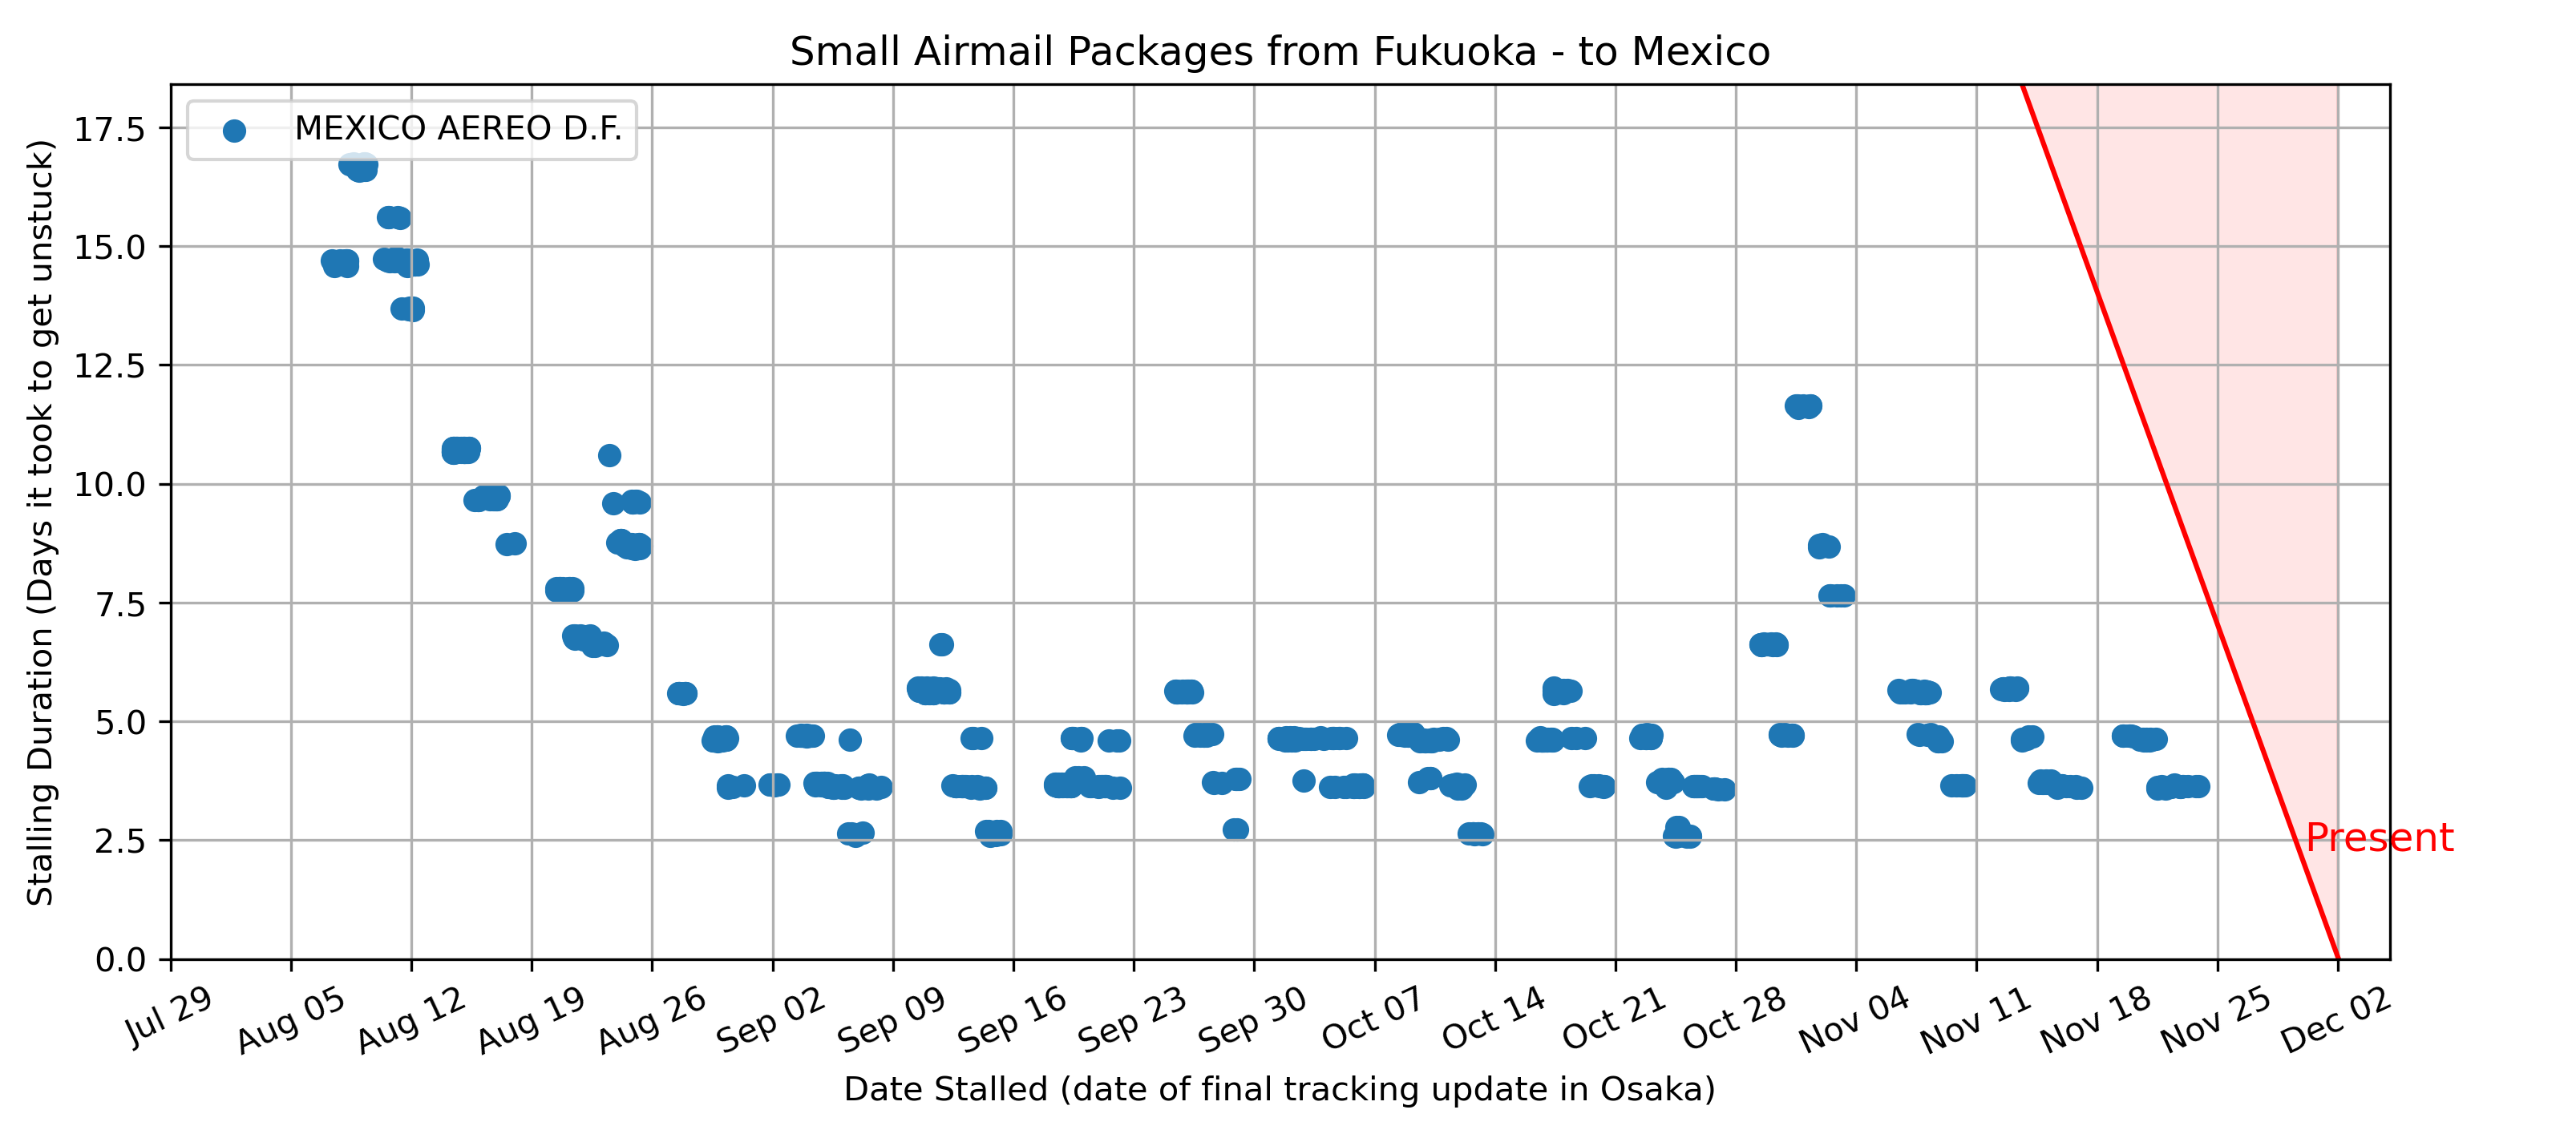 Small Airmail Packages from Fukuoka - to Mexico
MEXICO AEREO D.F.
Stalling Duration (Days it took to get unstuck)
17.5
15.0
12.5
10.0
7.5
5.0
2.5
0.0
Present
Jul 29
Aug 05
Aug 12
Aug 19
Aug 26
Sep 02
Sep 09
Sep 16
Sep 23
Sep 30
Oct 07
Oct 14
Oct 21
Oct 28
Nov 04
Nov 11
Nov 18
Nov 25
Dec 02
Date Stalled (date of final tracking update in Osaka)